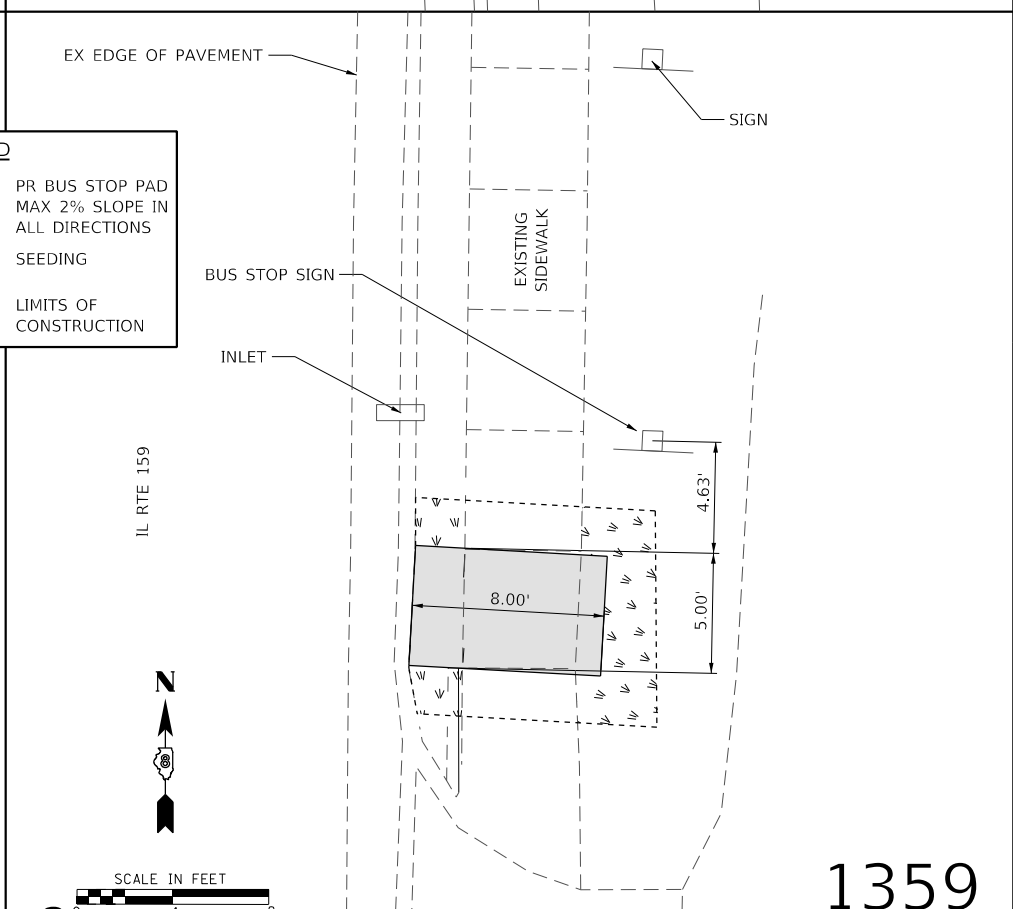 EX EDGE OF PAVEMENT
SIGN
D
PR BUS STOP PAD
MAX 2% SLOPE IN
ALL DIRECTIONS
SEEDING
LIMITS OF
CONSTRUCTION
EXISTING
SIDEWALK
BUS STOP SIGN
INLET
IL RTE 159
4.63'
8.00'
5.00'
N
SCALE IN FEET
1359